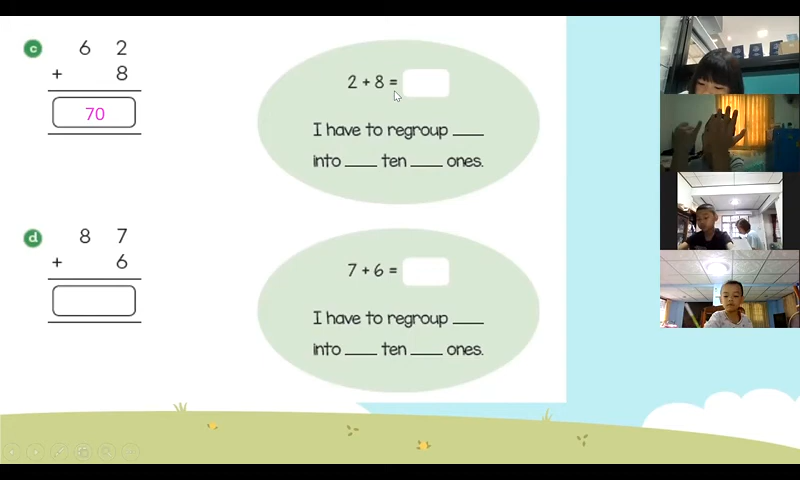 c
6 2
+ 8
70
2 + 8 =
I have to regroup ____
into ____ ten ____ ones.
d
8 7
+ 6
7 + 6 =
I have to regroup ____
into ____ ten ____ ones.